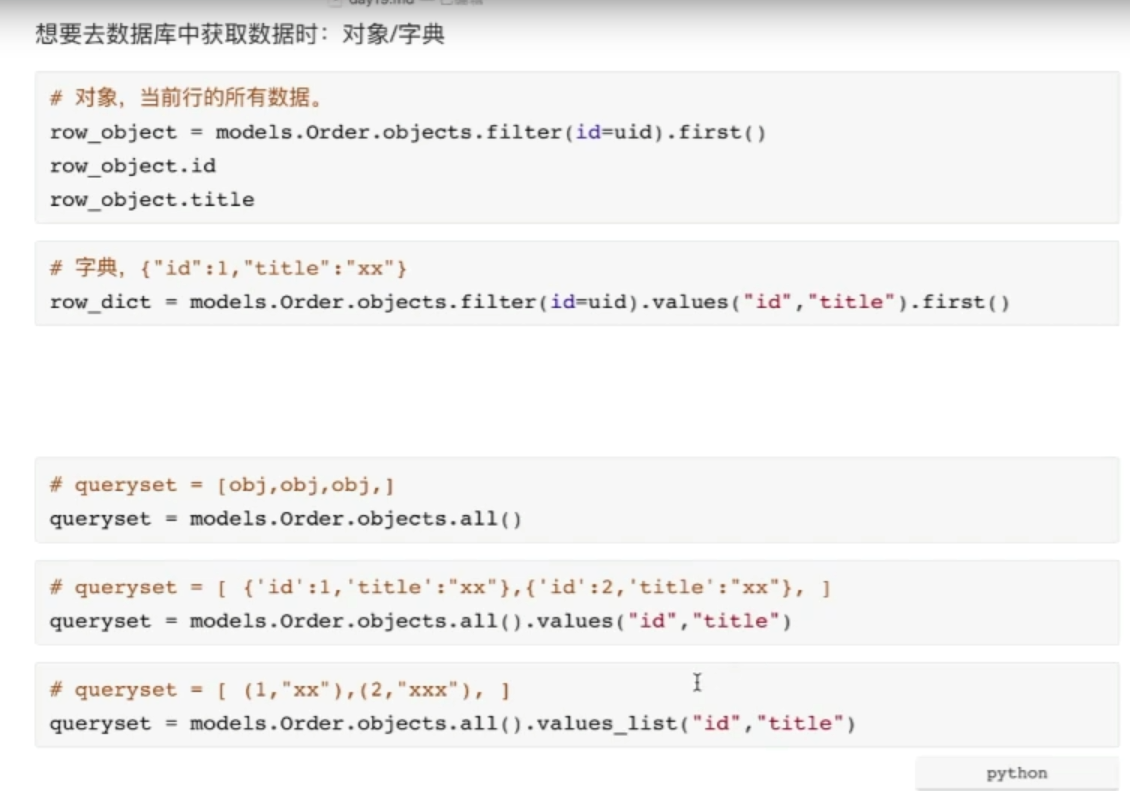 想要去数据库中获取数据时：对象/字典
# 对象，当前行的所有数据。
row_object = models.Order.objects.filter(id=uid).first()
row_object.id
row_object.title
# 字典，{"id":1,"title":"xx"}
row_dict = models.Order.objects.filter(id=uid).values("id","title").first()
# queryset = [obj,obj,obj,]
queryset = models.Order.objects.all()
# queryset = [ {'id':1,'title':"xx"},{'id':2,'title':"xx"}, ]
queryset = models.Order.objects.all().values("id","title")
# queryset = [ (1,"xx"),(2,"xxx"), ]
queryset = models.Order.objects.all().values_list("id","title")
python